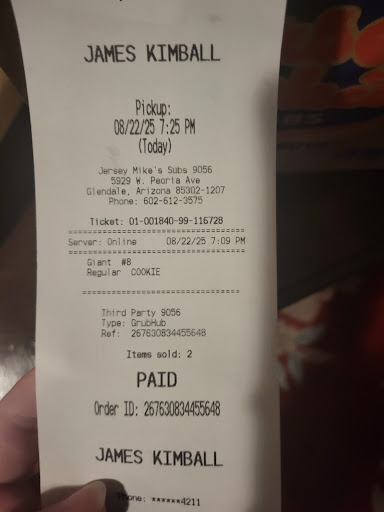 JAMES KIMBALL
Pickup:
08/22/25 7:25 PM
(Today)
Jersey Mike's Subs 9056
5929 W. Peoria Ave
Glendale, Arizona 85302-1207
Phone: 602-612-3575
Ticket: 01-001840-99-116728
Server: Online 08/22/25 7:09 PM
Giant #8
Regular COOKIE
Third Party 9056
Type: GrubHub
Ref: 267630834455648
Items sold: 2
PAID
Order ID: 267630834455648
JAMES KIMBALL
Phone: ******4211